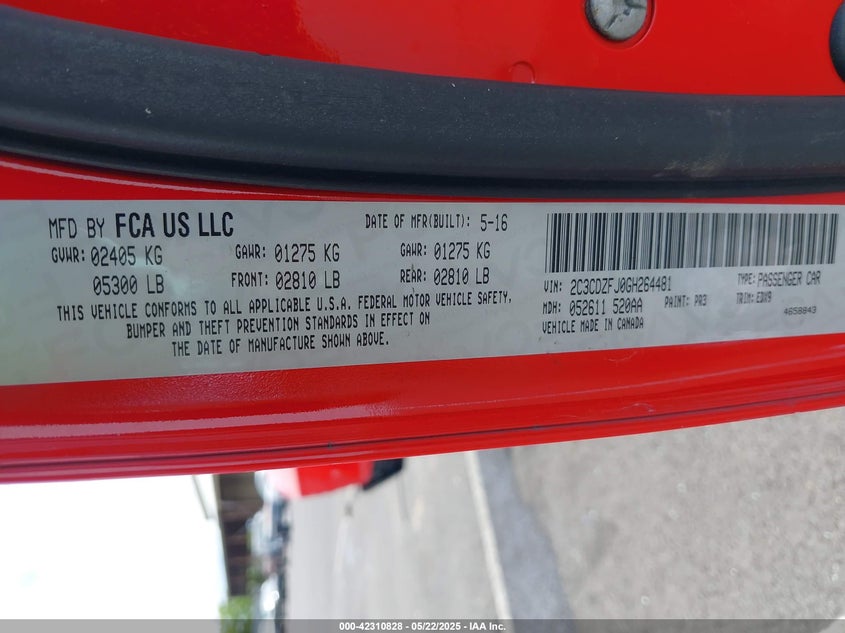 MFD BY FCA US LLC DATE OF MFR(BUILT): 5-16
GVWR: 02405 KG GAWR: 01275 KG GAWR: 01275 KG
05300 LB FRONT: 02810 LB REAR: 02810 LB
THIS VEHICLE CONFORMS TO ALL APPLICABLE U.S.A. FEDERAL MOTOR VEHICLE SAFETY,
BUMPER AND THEFT PREVENTION STANDARDS IN EFFECT ON
THE DATE OF MANUFACTURE SHOWN ABOVE.
VIN: 2C3CDZFJ0GH264481 TYPE: PASSENGER CAR
MDH: 052611 520AA PAINT: PR3 TRIM: EDX9
VEHICLE MADE IN CANADA 4658843
000-42310828 - 05/22/2025 - IAA Inc.